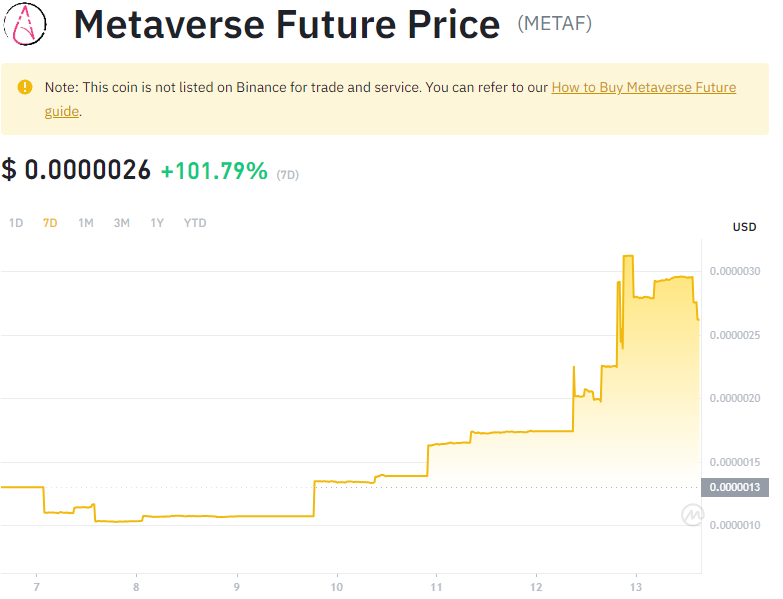 Metaverse Future Price (METAF)
Note: This coin is not listed on Binance for trade and service. You can refer to our How to Buy Metaverse Future
guide.
$ 0.0000026 +101.79% (7D)
1D 7D 1M 3M 1Y YTD
USD
0.0000030
0.0000025
0.0000020
0.0000015
0.0000013
0.0000010
7 8 9 10 11 12 13